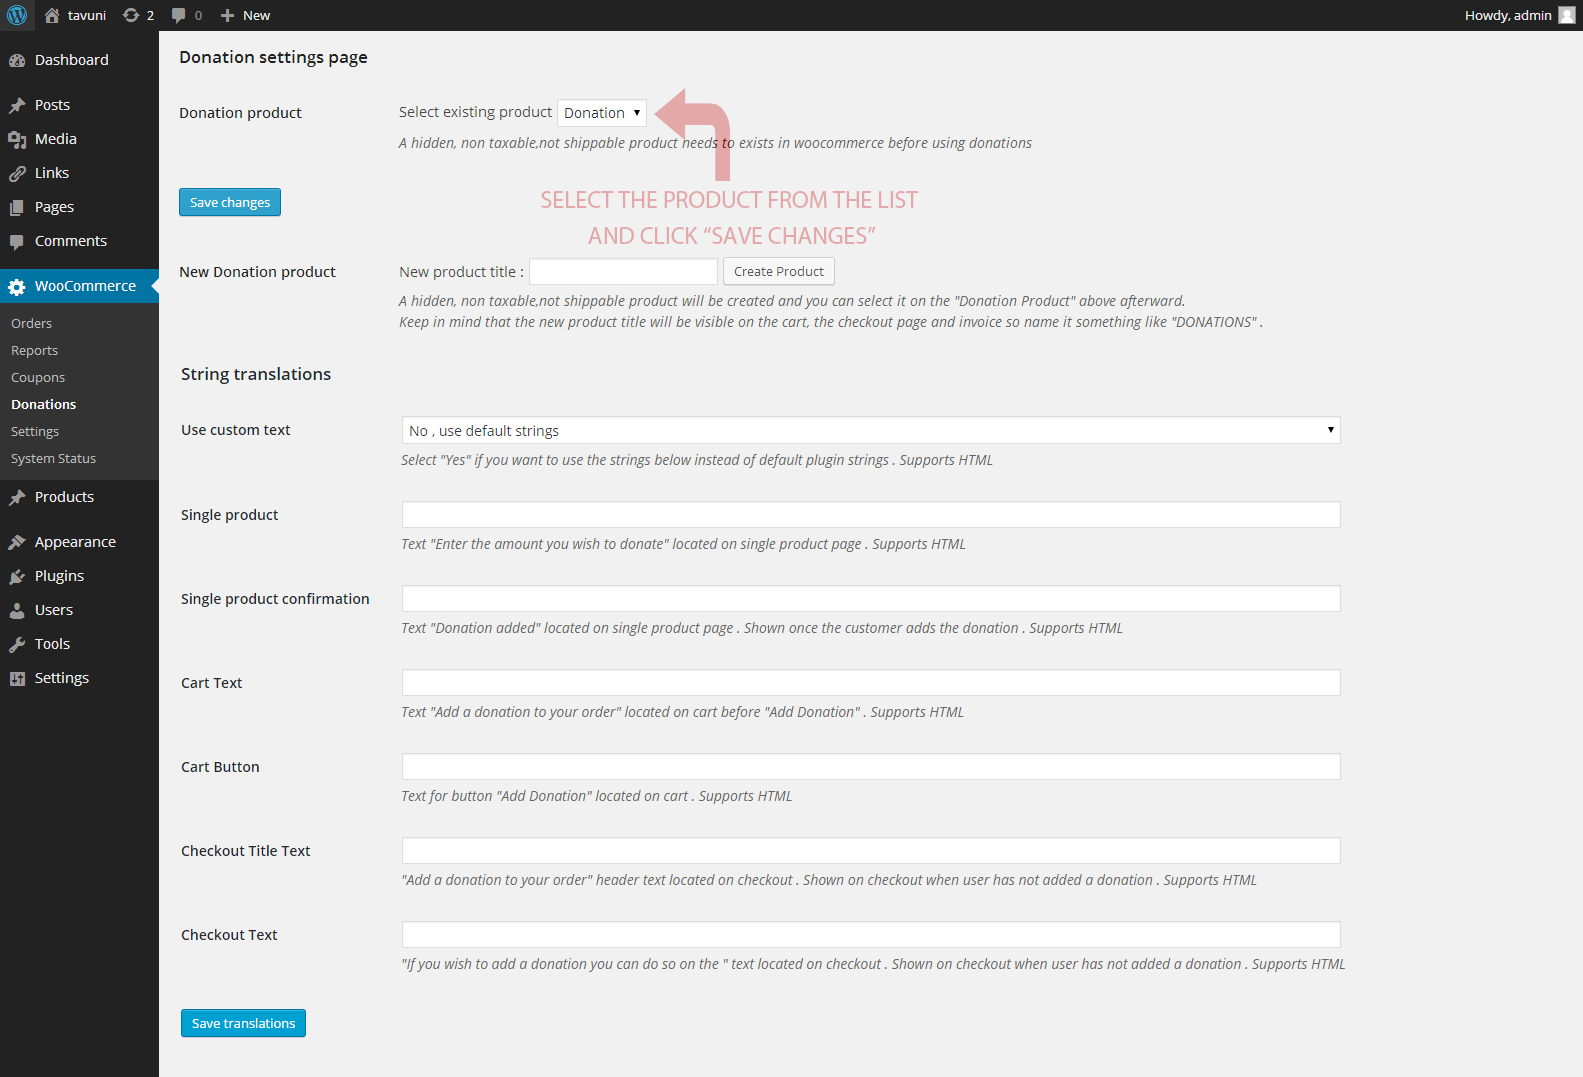 tavuni 2 0 New Howdy, admin
Dashboard
Posts
Media
Links
Pages
Comments
WooCommerce
Orders
Reports
Coupons
Donations
Settings
System Status
Products
Appearance
Plugins
Users
Tools
Settings
Donation settings page
Donation product Select existing product Donation
A hidden, non taxable,not shippable product needs to exists in woocommerce before using donations
SELECT THE PRODUCT FROM THE LIST
AND CLICK “SAVE CHANGES”
Save changes
New Donation product New product title : Create Product
A hidden, non taxable,not shippable product will be created and you can select it on the "Donation Product" above afterward.
Keep in mind that the new product title will be visible on the cart, the checkout page and invoice so name it something like "DONATIONS" .
String translations
Use custom text No , use default strings
Select "Yes" if you want to use the strings below instead of default plugin strings . Supports HTML
Single product
Text "Enter the amount you wish to donate" located on single product page . Supports HTML
Single product confirmation
Text "Donation added" located on single product page . Shown once the customer adds the donation . Supports HTML
Cart Text
Text "Add a donation to your order" located on cart before "Add Donation" . Supports HTML
Cart Button
Text for button "Add Donation" located on cart . Supports HTML
Checkout Title Text
"Add a donation to your order" header text located on checkout . Shown on checkout when user has not added a donation . Supports HTML
Checkout Text
"If you wish to add a donation you can do so on the " text located on checkout . Shown on checkout when user has not added a donation . Supports HTML
Save translations